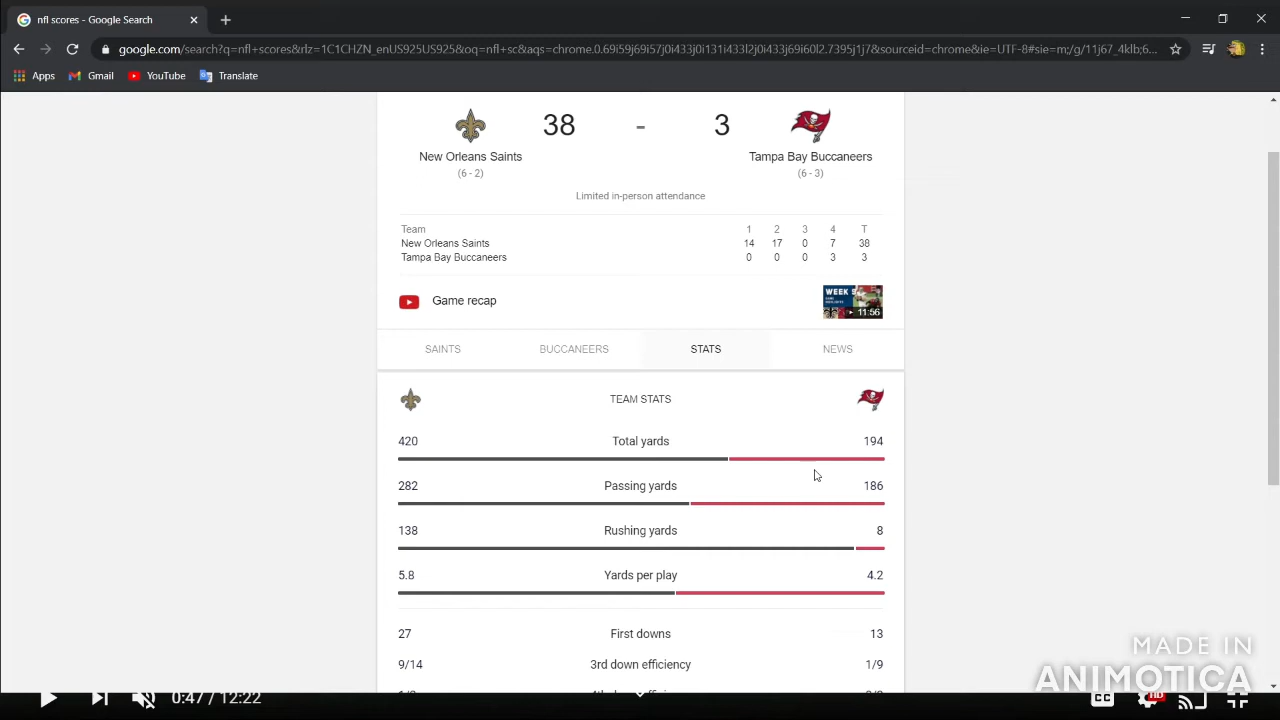 nfl scores - Google Search
google.com/search?q=nfl+scores&rlz=1C1CHZN_enUS925US925&oq=nfl+sc&aqs=chrome.0.69i59j69i57j0i433j0i131i433l2j0i433j69i60l2.7395j1j7&sourceid=chrome&ie=UTF-8#sie=m;/g/11j67_4klb;6...
Apps Gmail YouTube Translate
38 - 3
New Orleans Saints Tampa Bay Buccaneers
(6 - 2) (6 - 3)
Limited in-person attendance
Team 1 2 3 4 T
New Orleans Saints 14 17 0 7 38
Tampa Bay Buccaneers 0 0 0 3 3
WEEK 9
Game recap
11:56
SAINTS BUCCANEERS STATS NEWS
TEAM STATS
420 Total yards 194
282 Passing yards 186
138 Rushing yards 8
5.8 Yards per play 4.2
27 First downs 13
9/14 3rd down efficiency 1/9
MADE IN
ANIMOTICA
0:47 / 12:22
CC HD